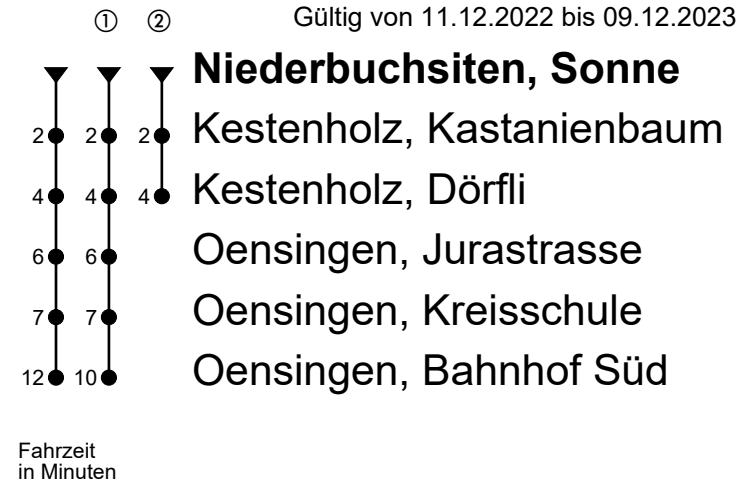 ① ② Gültig von 11.12.2022 bis 09.12.2023
Niederbuchsiten, Sonne
2 2 2 Kestenholz, Kastanienbaum
4 4 4 Kestenholz, Dörfli
6 6 Oensingen, Jurastrasse
7 7 Oensingen, Kreisschule
12 10 Oensingen, Bahnhof Süd
Fahrzeit
in Minuten